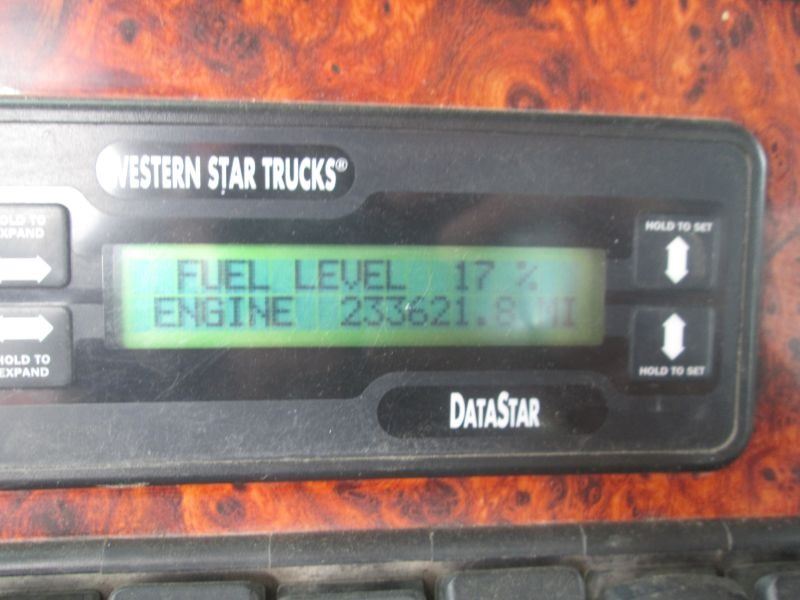 WESTERN STAR TRUCKS®
HOLD TO
EXPAND
HOLD TO SET
FUEL LEVEL 17 %
ENGINE 233621.8 MI
HOLD TO
EXPAND
HOLD TO SET
DATASTAR